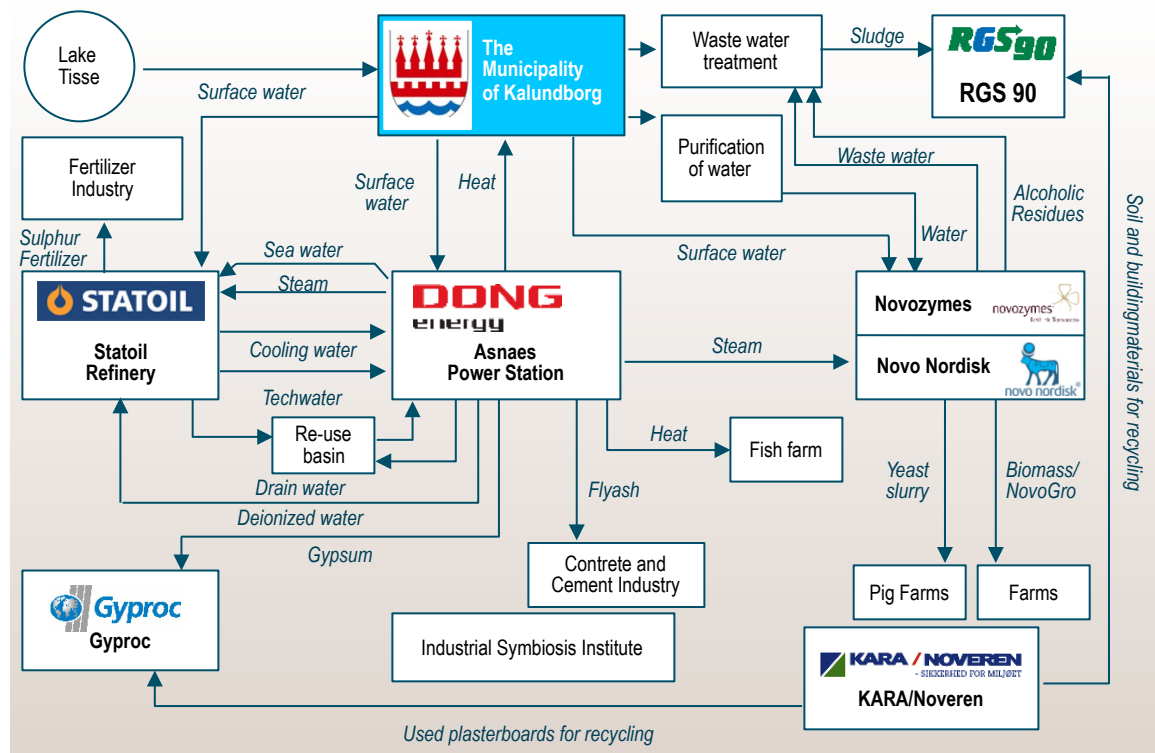 Lake
Tisse
Surface water
The
Municipality
of Kalundborg
Waste water
treatment
Sludge
RGS90
RGS 90
Fertilizer
Industry
Surface
water
Heat
Purification
of water
Waste water
Alcoholic
Residues
Soil and buildingmaterials for recycling
Sulphur
Fertilizer
Sea water
Steam
Surface water
Water
STATOIL
Statoil
Refinery
Cooling water
Techwater
DONG
energy
Asnaes
Power Station
Steam
Novozymes
novozymes
Novo Nordisk
novo nordisk®
Re-use
basin
Heat
Fish farm
Drain water
Deionized water
Gypsum
Flyash
Yeast
slurry
Biomass/
NovoGro
Contrete and
Cement Industry
Pig Farms
Farms
Gyproc
Gyproc
Industrial Symbiosis Institute
KARA/NOVEREN
- SIKKERHED FOR MILJØET
KARA/Noveren
Used plasterboards for recycling